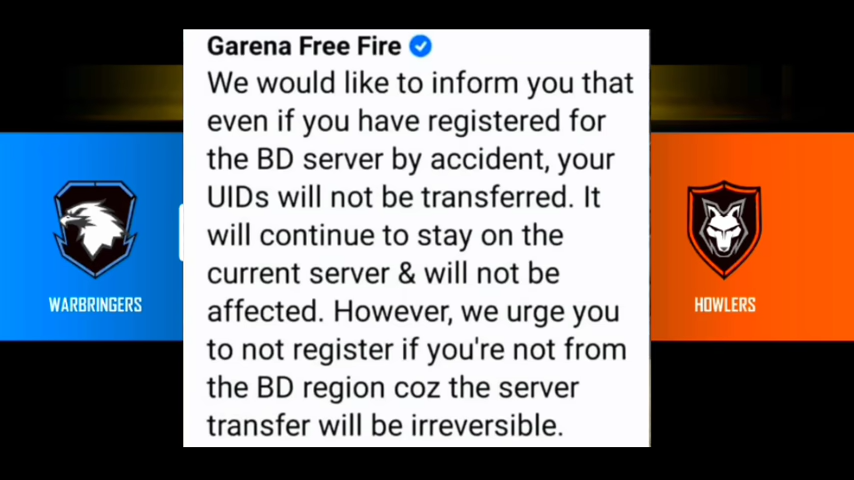 Garena Free Fire
We would like to inform you that
even if you have registered for
the BD server by accident, your
UIDs will not be transferred. It
will continue to stay on the
current server & will not be
affected. However, we urge you
to not register if you're not from
the BD region coz the server
transfer will be irreversible.
WARBRINGERS
HOWLERS